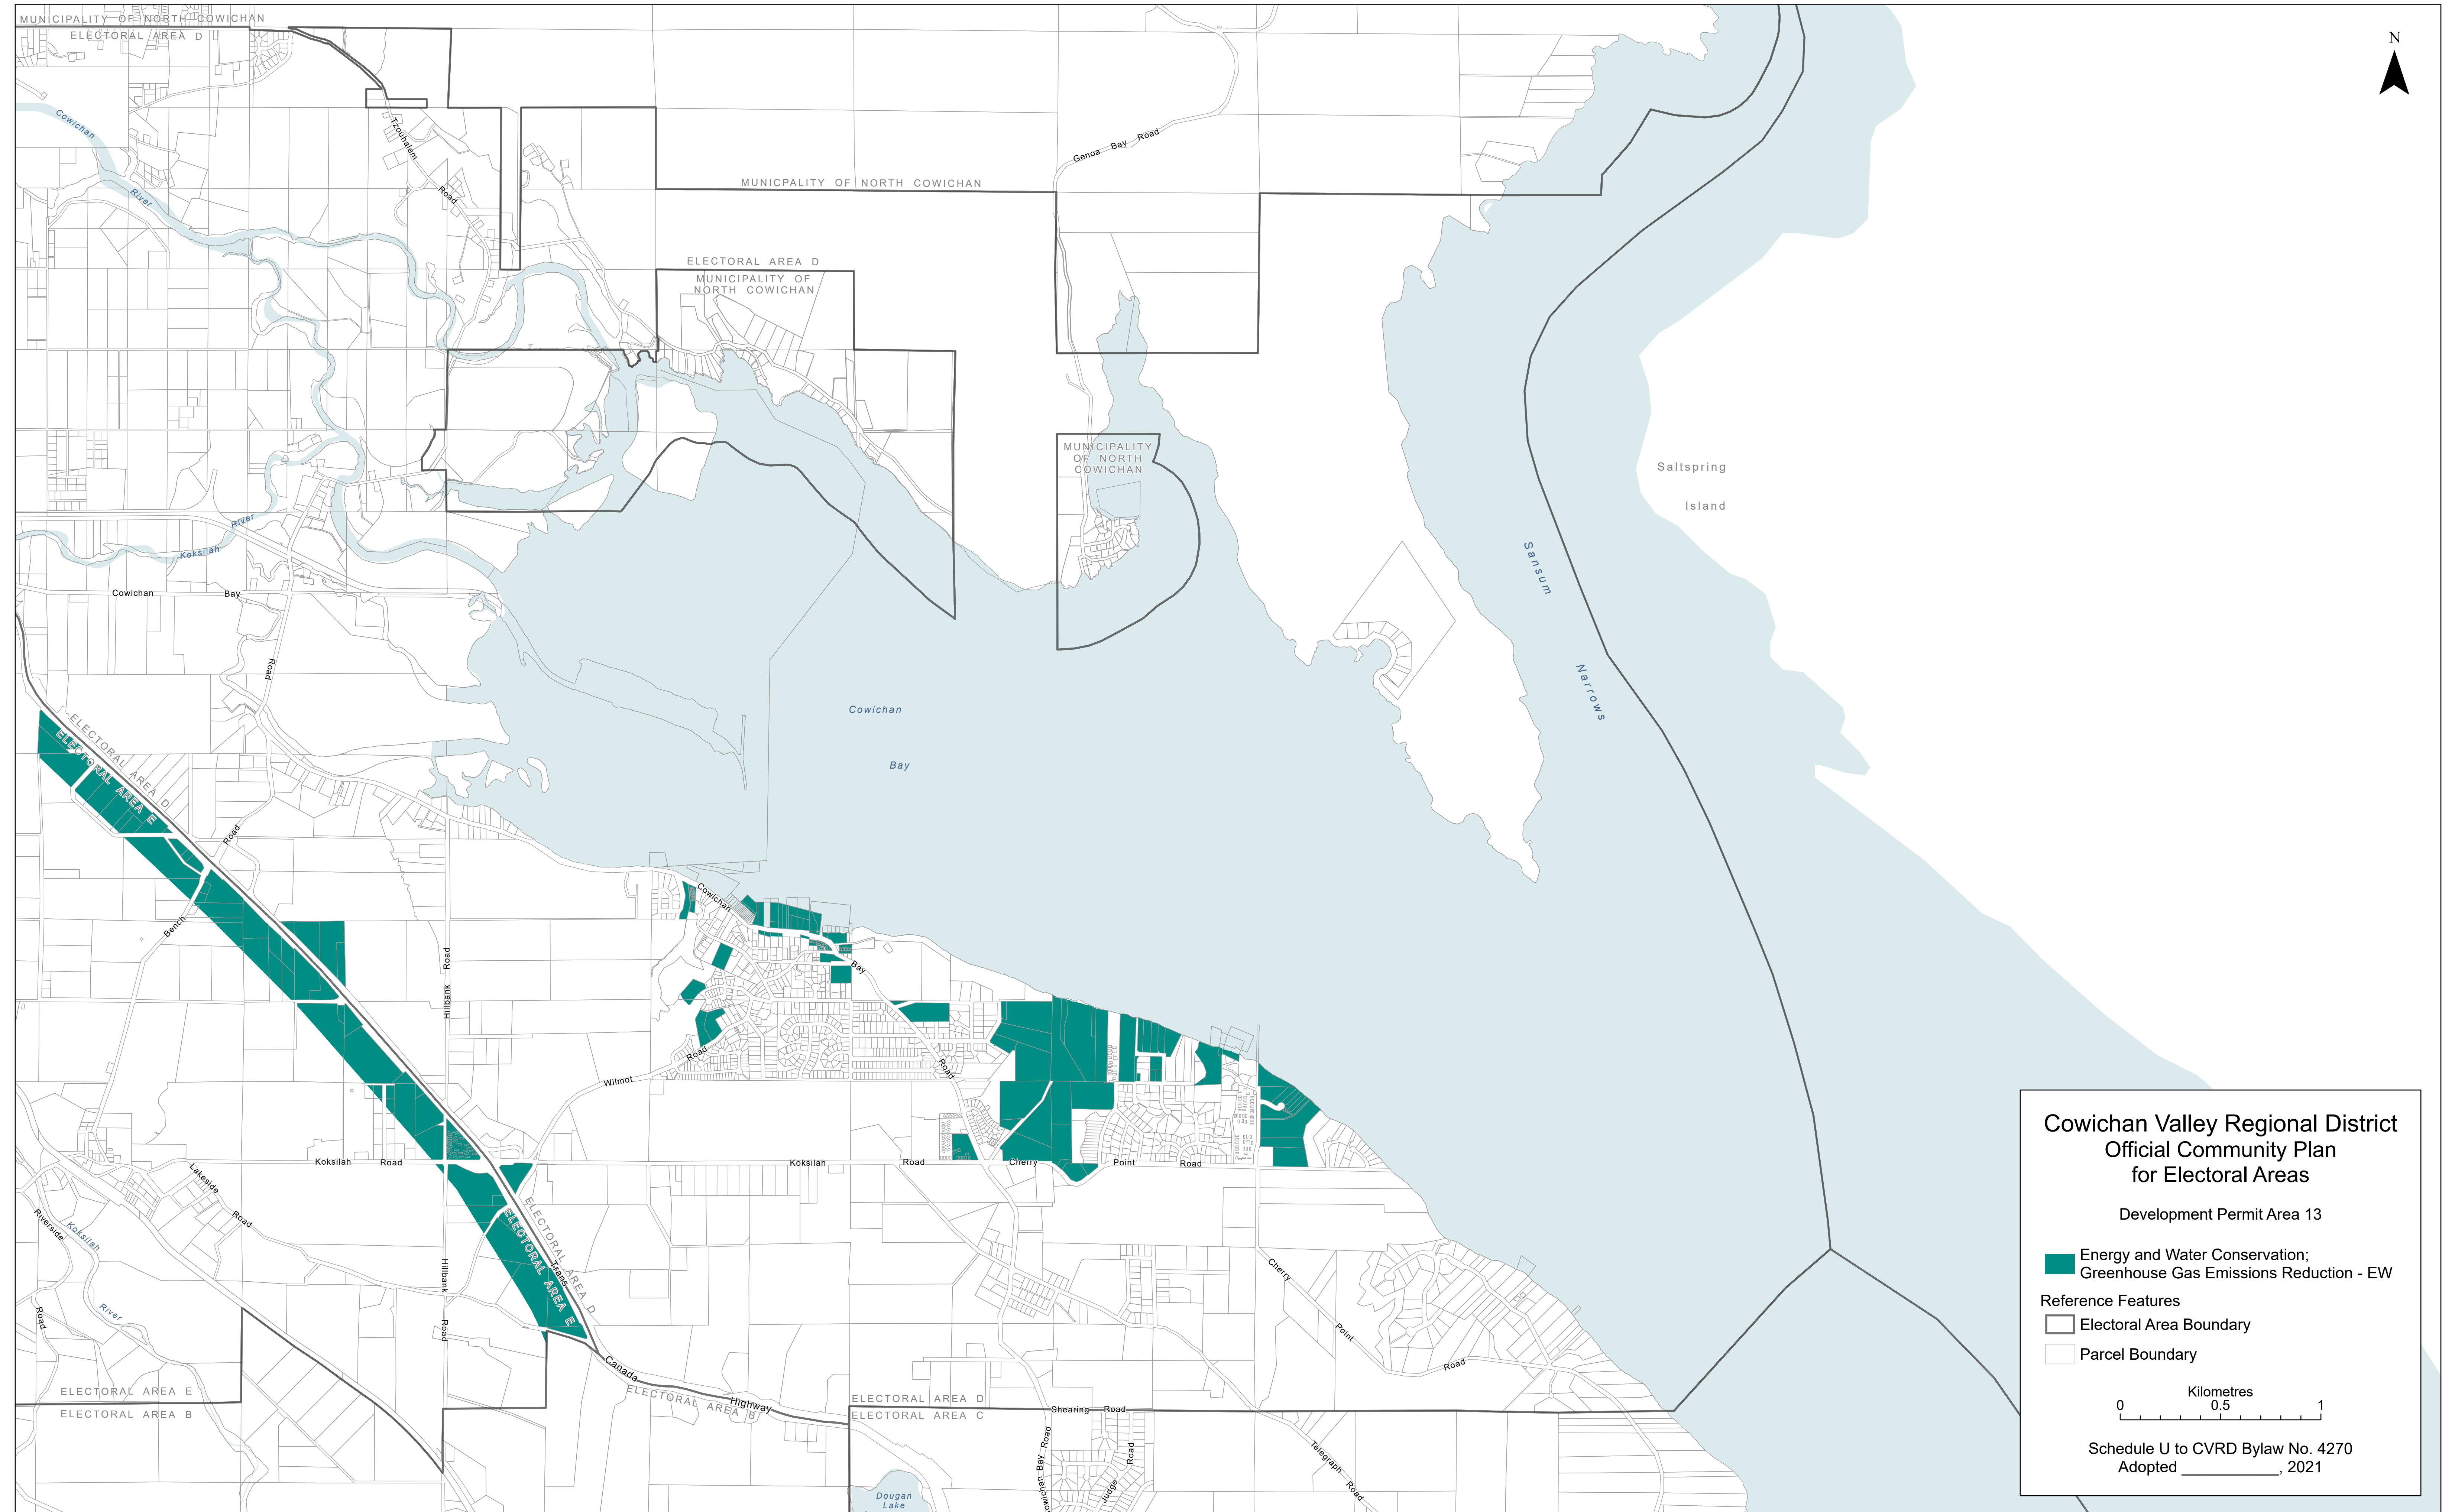 MUNICIPALITY OF NORTH COWICHAN
ELECTORAL AREA D
N
Cowichan
River
Tzouhalem
Road
Genoa Bay Road
MUNICPALITY OF NORTH COWICHAN
ELECTORAL AREA D
MUNICIPALITY OF
NORTH COWICHAN
MUNICIPALITY
OF NORTH
COWICHAN
Saltspring
Island
Sansum
Narrows
River
Koksilah
Cowichan Bay
Road
Cowichan
Bay
ELECTORAL AREA D
ELECTORAL AREA E
Road
Bench
Hillbank Road
Cowichan
Bay
Road
Wilmot
Road
Koksilah Road
Koksilah Road
Cherry Point Road
Lakeside
Road
Riverside
Road
Koksilah
River
Hillbank
Road
ELECTORAL AREA D
ELECTORAL AREA E
Trans
Canada
Highway
ELECTORAL AREA B
ELECTORAL AREA E
ELECTORAL AREA B
ELECTORAL AREA D
ELECTORAL AREA C
Shearing Road
Cherry
Point
Road
Telegraph
Road
Judge
Road
Bay Road
Dougan
Lake
Cowichan Valley Regional District
Official Community Plan
for Electoral Areas
Development Permit Area 13
Energy and Water Conservation;
Greenhouse Gas Emissions Reduction - EW
Reference Features
Electoral Area Boundary
Parcel Boundary
Kilometres
0 0.5 1
Schedule U to CVRD Bylaw No. 4270
Adopted ___________, 2021